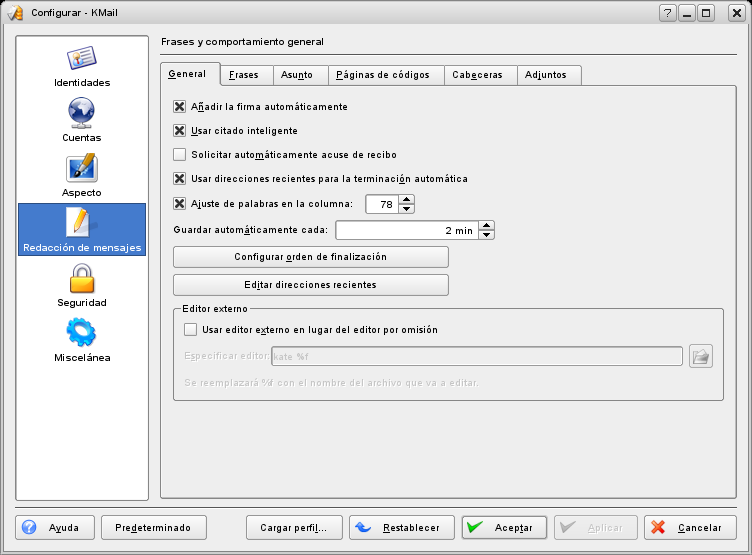 Configurar - KMail
Identidades
Cuentas
Aspecto
Redacción de mensajes
Seguridad
Miscelánea
Frases y comportamiento general
General Frases Asunto Páginas de códigos Cabeceras Adjuntos
Añadir la firma automáticamente
Usar citado inteligente
Solicitar automáticamente acuse de recibo
Usar direcciones recientes para la terminación automática
Ajuste de palabras en la columna: 78
Guardar automáticamente cada: 2 min
Configurar orden de finalización
Editar direcciones recientes
Editor externo
Usar editor externo en lugar del editor por omisión
Especificar editor: kate %f
Se reemplazará %f con el nombre del archivo que va a editar.
Ayuda Predeterminado Cargar perfil... Restablecer Aceptar Aplicar Cancelar